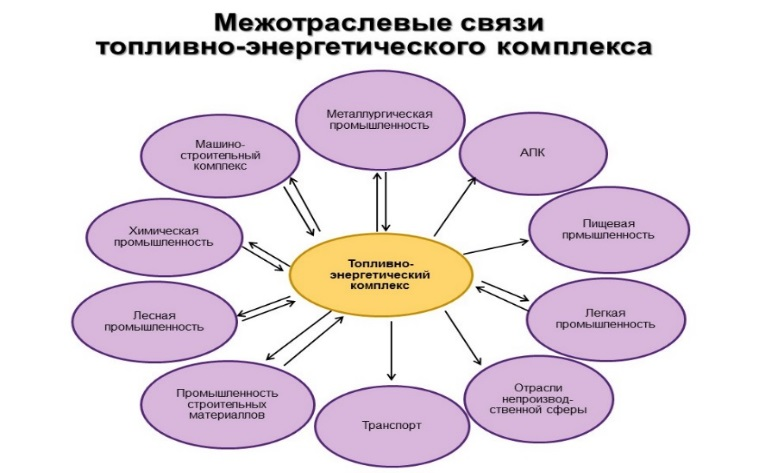 Межотраслевые связи
топливно-энергетического комплекса
Металлургическая
промышленность
Машино-
строительный
комплекс
АПК
Химическая
промышленность
Пищевая
прмышленность
Топливно-
энергетический
комплекс
Лесная
промышленность
Легкая
промышленность
Промышленность
строительных
материаллов
Транспорт
Отрасли
непроизвод-
ственной сферы